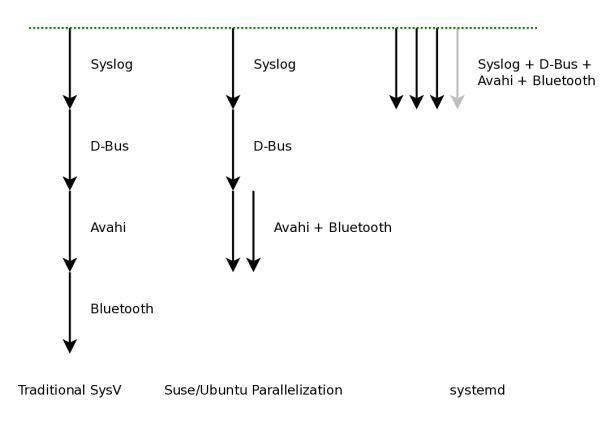 Syslog
D-Bus
Avahi
Bluetooth
Traditional SysV
Syslog
D-Bus
Avahi + Bluetooth
Suse/Ubuntu Parallelization
Syslog + D-Bus +
Avahi + Bluetooth
systemd